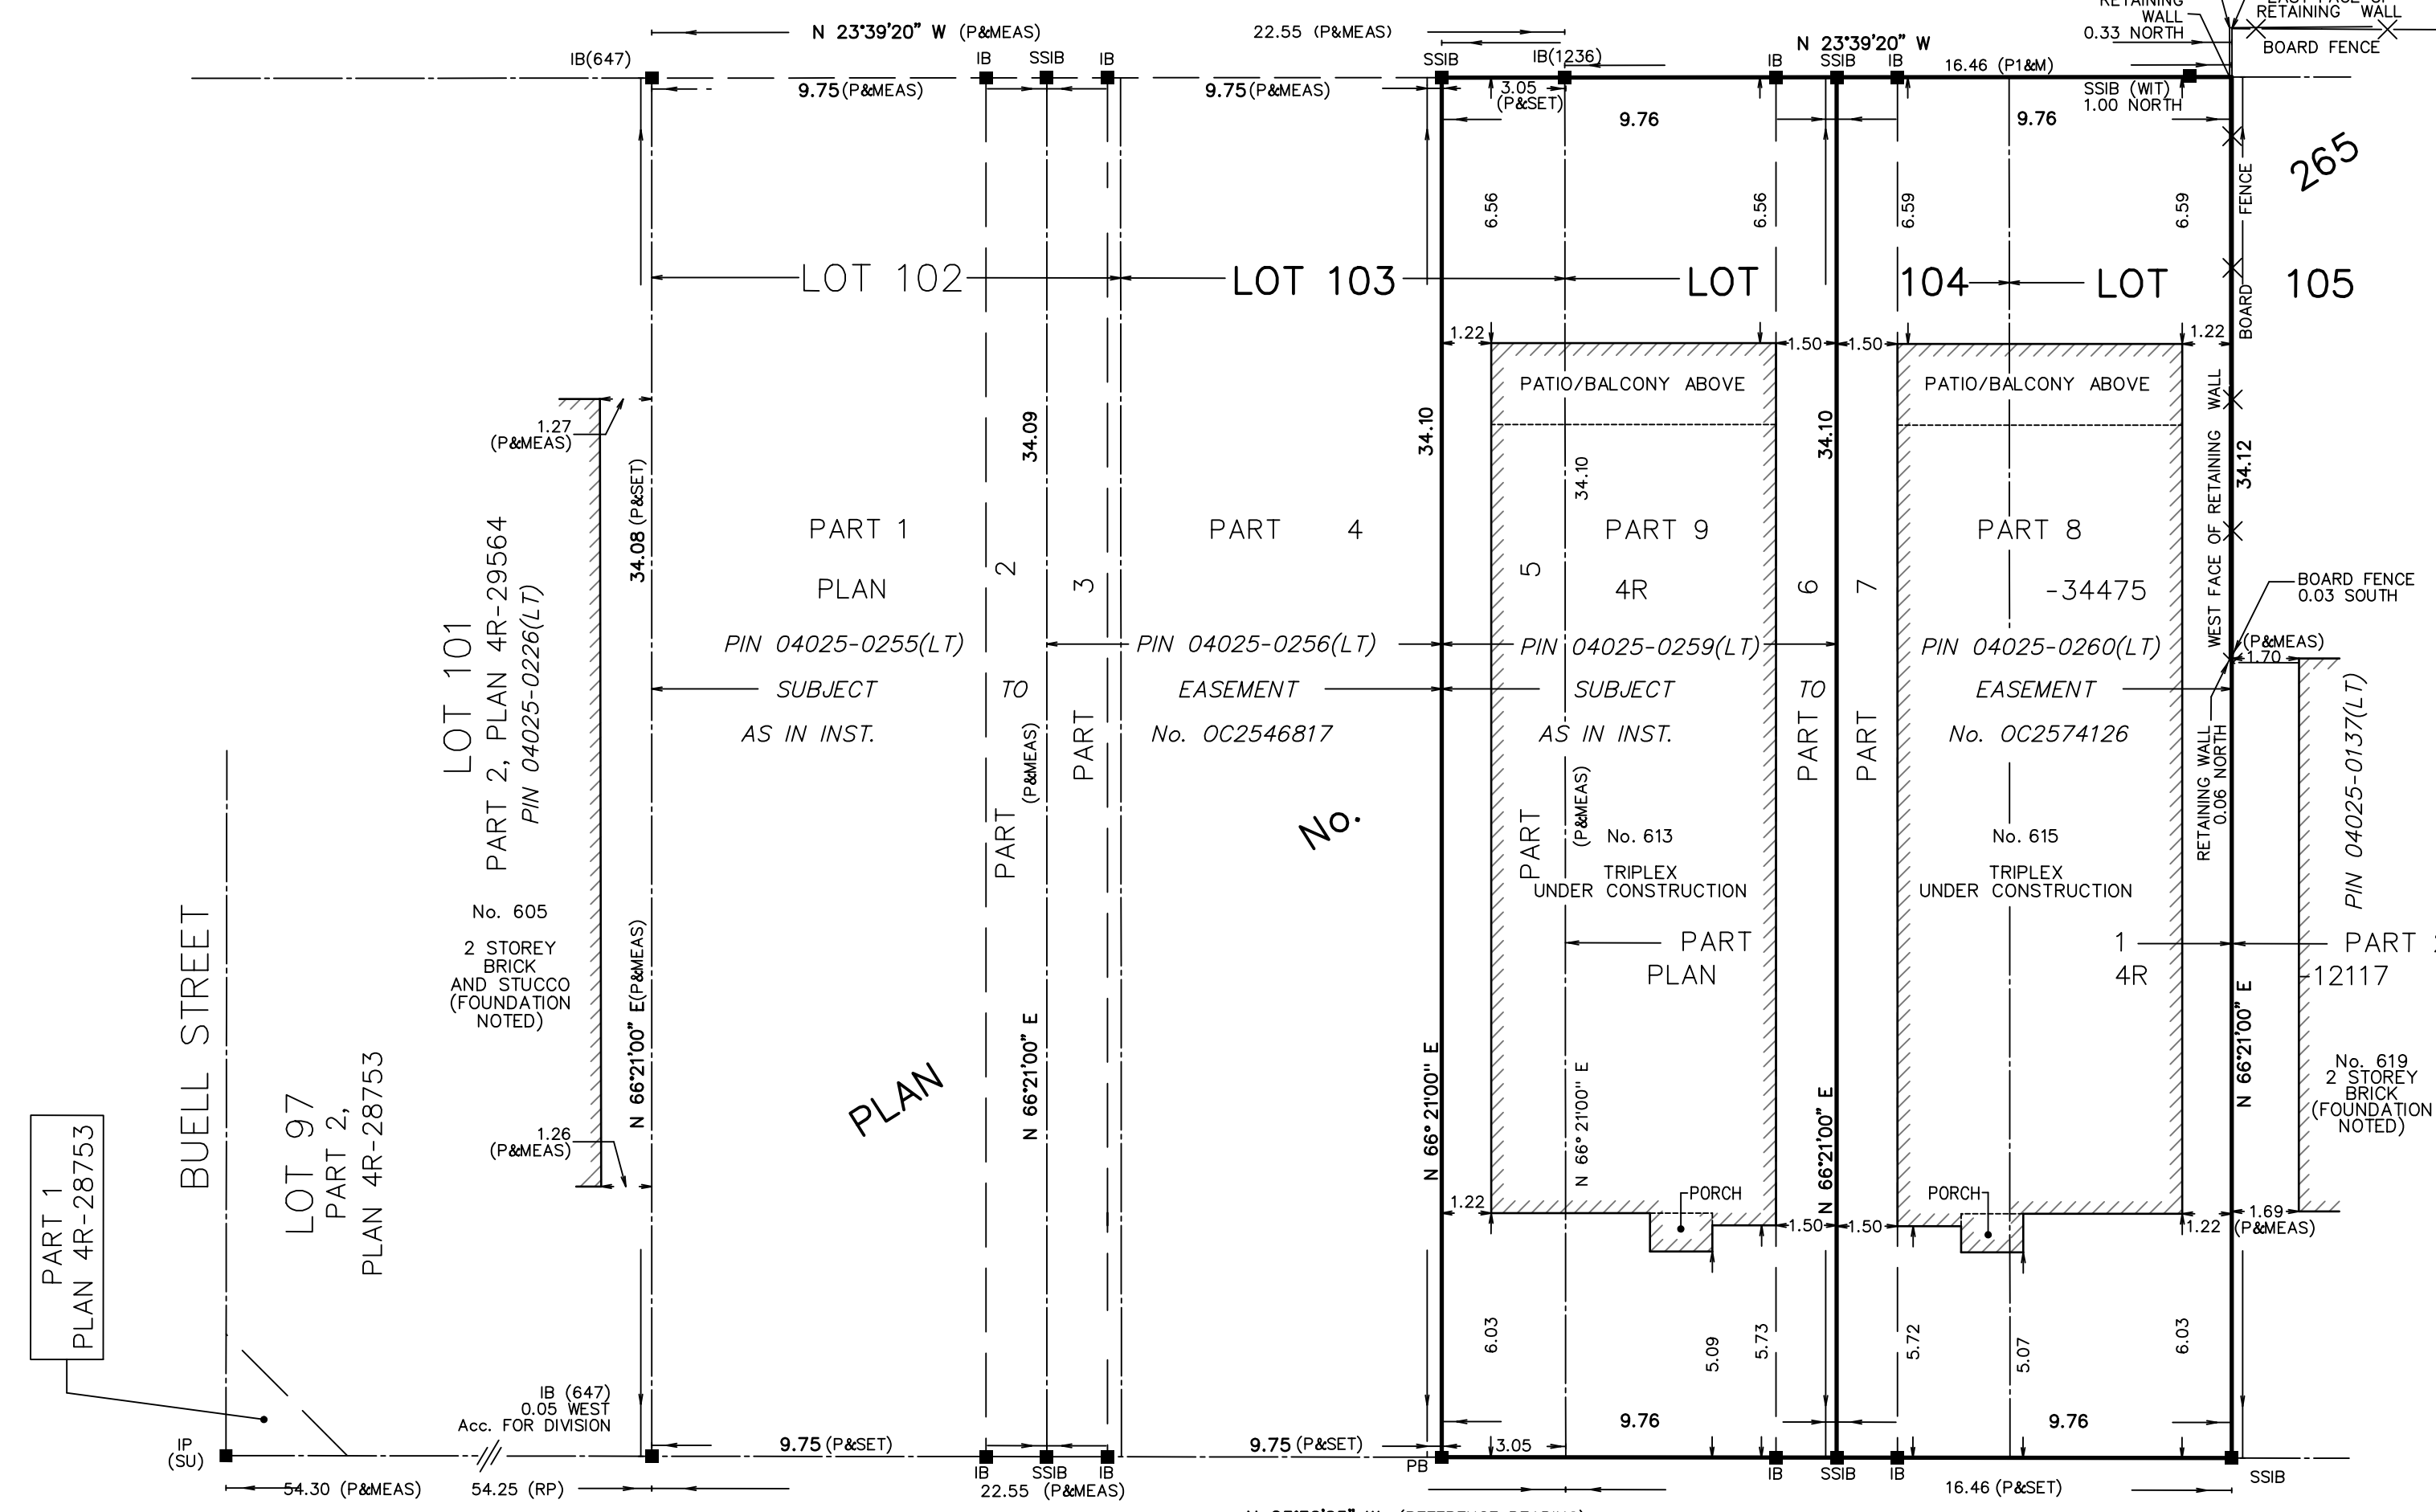 N 23°39'20" W (P&MEAS)
22.55 (P&MEAS)
N 23°39'20" W
RETAINING
WALL
0.33 NORTH
RETAINING WALL
BOARD FENCE
IB(647)
IB
SSIB
IB
SSIB
IB(1236)
IB
SSIB
IB
16.46 (P1&M)
9.75(P&MEAS)
9.75(P&MEAS)
3.05
(P&SET)
9.76
9.76
SSIB (WIT)
1.00 NORTH
265
6.56
6.56
6.59
6.59
BOARD FENCE
LOT 102
LOT 103
LOT 104
LOT 105
1.22
1.50
1.50
1.22
PATIO/BALCONY ABOVE
PATIO/BALCONY ABOVE
1.27
(P&MEAS)
34.08 (P&SET)
34.09
34.10
34.10
34.10
34.12
WEST FACE OF RETAINING WALL
LOT 101
PART 2, PLAN 4R-29564
PIN 04025-0226(LT)
PART 1
2
3
PART 4
5
PART 9
6
7
PART 8
PLAN
4R
-34475
BOARD FENCE
0.03 SOUTH
PIN 04025-0255(LT)
PIN 04025-0256(LT)
PIN 04025-0259(LT)
PIN 04025-0260(LT)
(P&MEAS)
1.70
SUBJECT TO EASEMENT
SUBJECT TO EASEMENT
AS IN INST. No. OC2546817
AS IN INST. No. OC2574126
PART
(P&MEAS)
PART
PART
(P&MEAS)
PART
PART
RETAINING WALL
0.06 NORTH
PIN 04025-0137(LT)
No.
No. 613
TRIPLEX
UNDER CONSTRUCTION
No. 615
TRIPLEX
UNDER CONSTRUCTION
No. 605
2 STOREY
BRICK
AND STUCCO
(FOUNDATION
NOTED)
PART
1
PART
PLAN
4R
-12117
BUELL STREET
N 66°21'00" E(P&MEAS)
N 66°21'00" E
N 66°21'00" E
N 66°21'00" E
N 66°21'00" E
N 66°21'00" E
PLAN
No. 619
2 STOREY
BRICK
(FOUNDATION
NOTED)
LOT 97
PART 2,
PLAN 4R-28753
PART 1
PLAN 4R-28753
1.26
(P&MEAS)
1.22
PORCH
1.50
1.50
PORCH
1.22
1.69
(P&MEAS)
6.03
5.09
5.73
5.72
5.07
6.03
IB (647)
0.05 WEST
Acc. FOR DIVISION
9.75(P&SET)
9.75(P&SET)
3.05
9.76
9.76
IP
(SU)
IB
SSIB
IB
PB
IB
SSIB
IB
SSIB
54.30 (P&MEAS)
54.25 (RP)
22.55 (P&MEAS)
16.46 (P&SET)